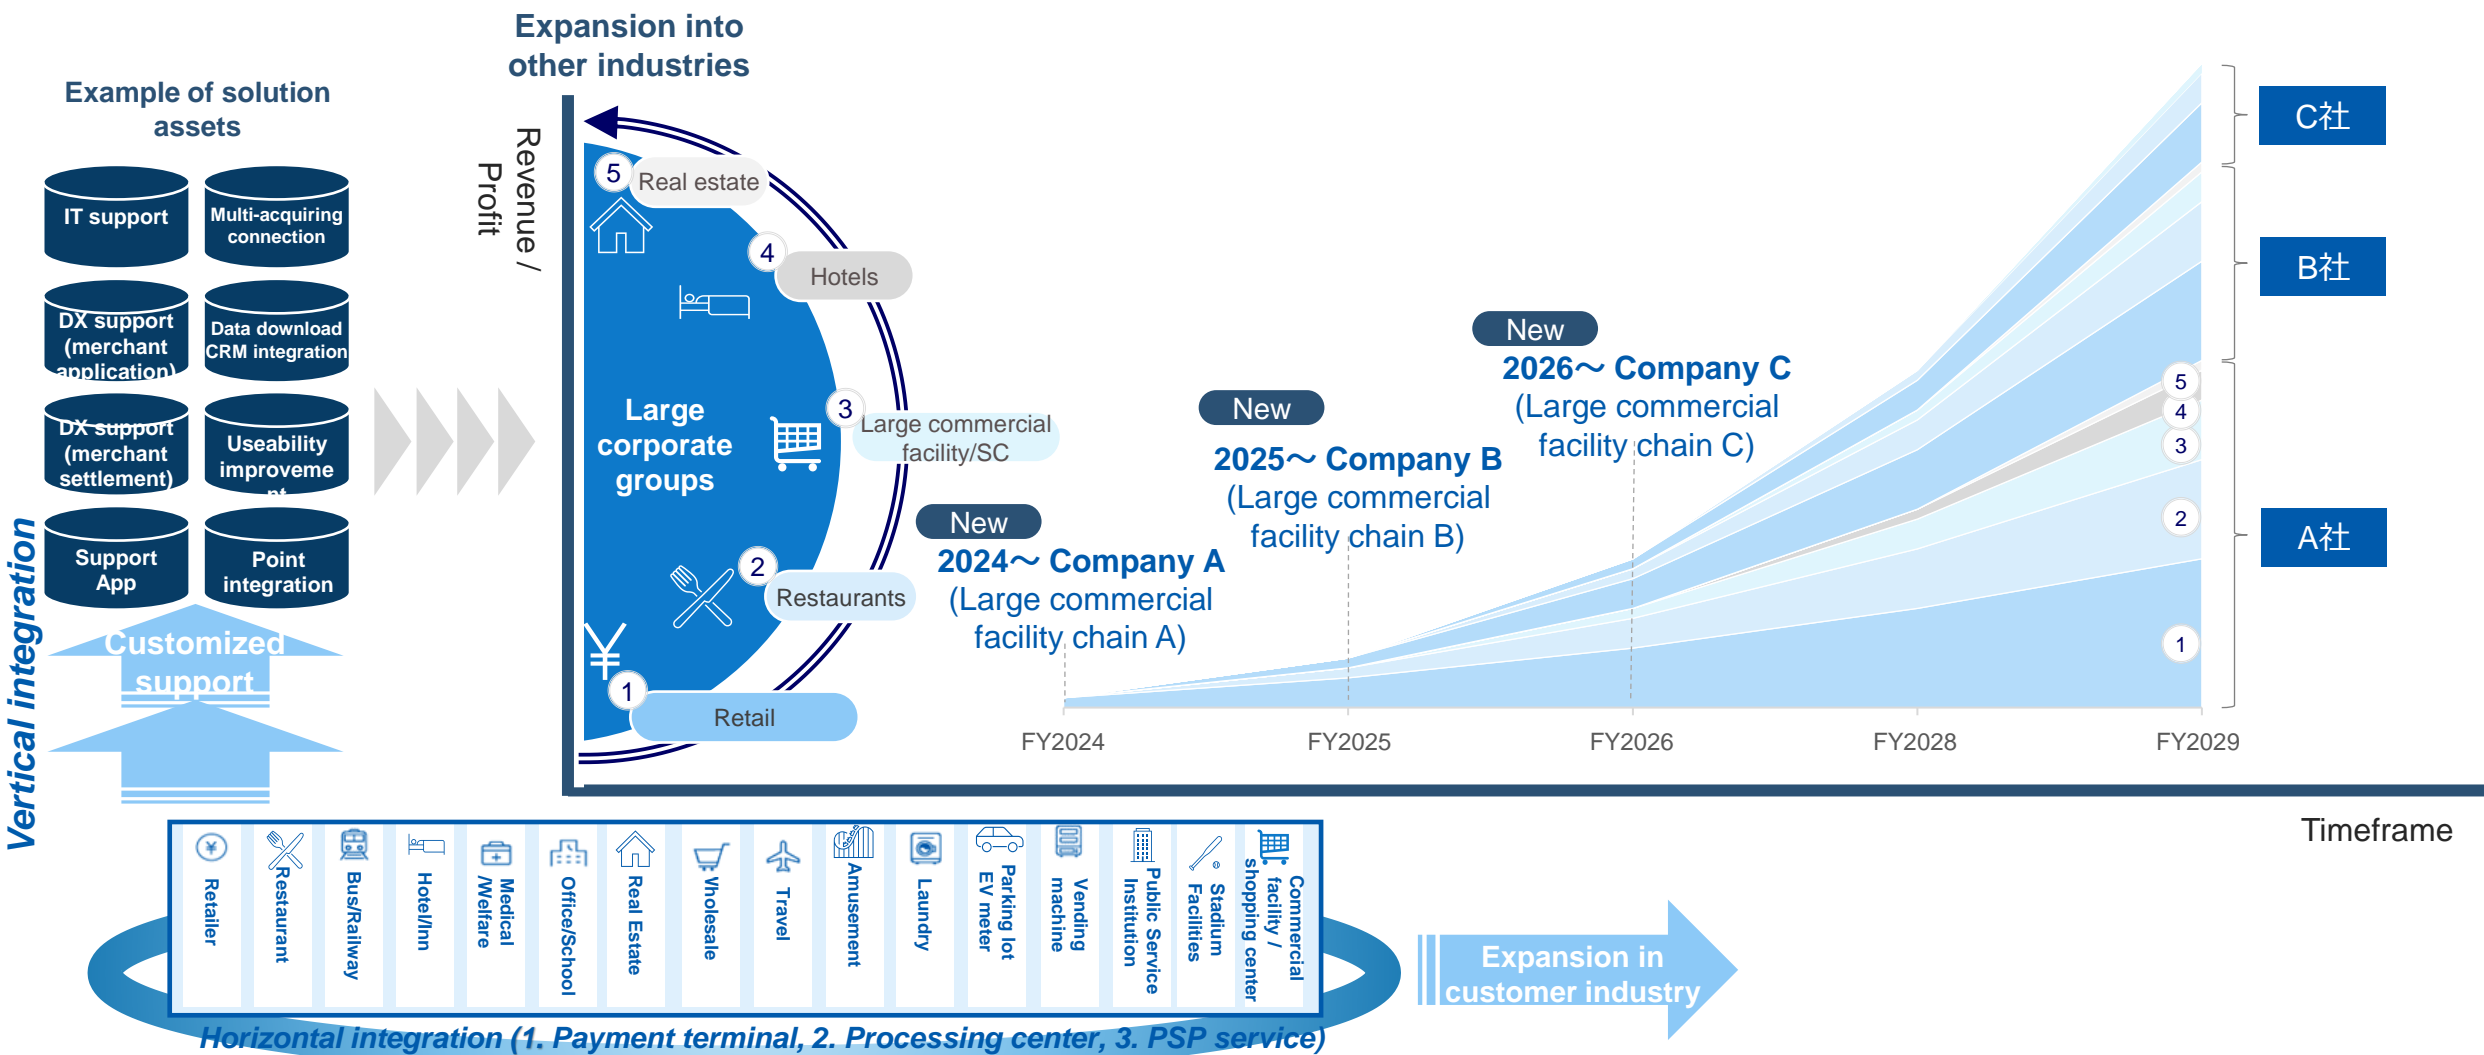 Expansion into
other industries
Example of solution
assets
IT support
Multi-acquiring
connection
DX support
(merchant
application)
Data download
CRM integration
DX support
(merchant
settlement)
Useability
improveme
nt
Support
App
Point
integration
Customized
support
Vertical integration
Revenue /
Profit
5
Real estate
4
Hotels
3
Large commercial
facility/SC
Large
corporate
groups
2
Restaurants
¥
1
Retail
New
2024～ Company A
(Large commercial
facility chain A)
New
2025～ Company B
(Large commercial
facility chain B)
New
2026～ Company C
(Large commercial
facility chain C)
C社
B社
A社
5
4
3
2
1
FY2024
FY2025
FY2026
FY2028
FY2029
Timeframe
¥
Retailer
Restaurant
Bus/Railway
Hotel/Inn
Medical
/Welfare
Office/School
Real Estate
Wholesale
Travel
Amusement
Laundry
Parking lot
EV meter
Vending
machine
Public Service
Institution
Stadium
Facilities
Commercial
facility /
shopping center
Horizontal integration (1. Payment terminal, 2. Processing center, 3. PSP service)
Expansion in
customer industry